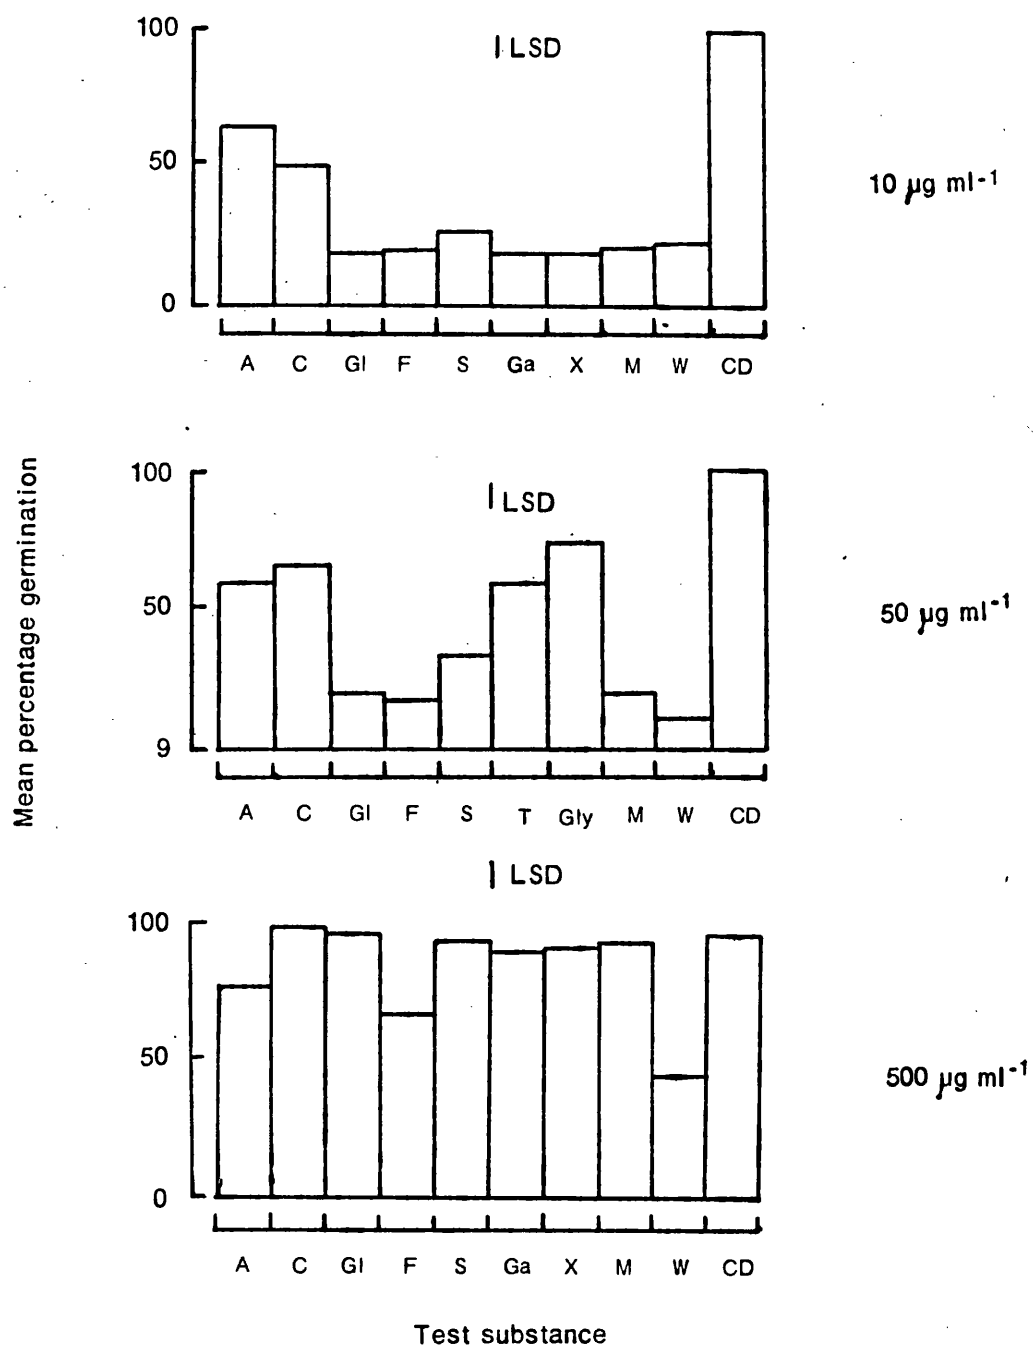 Mean percentage germination
100
LSD
50
10 µg ml-1
0
A C Gl F S Ga X M W CD
100
LSD
50
50 µg ml-1
9
A C Gl F S T Gly M W CD
LSD
100
50
500 µg ml-1
0
A C Gl F S Ga X M W CD
Test substance